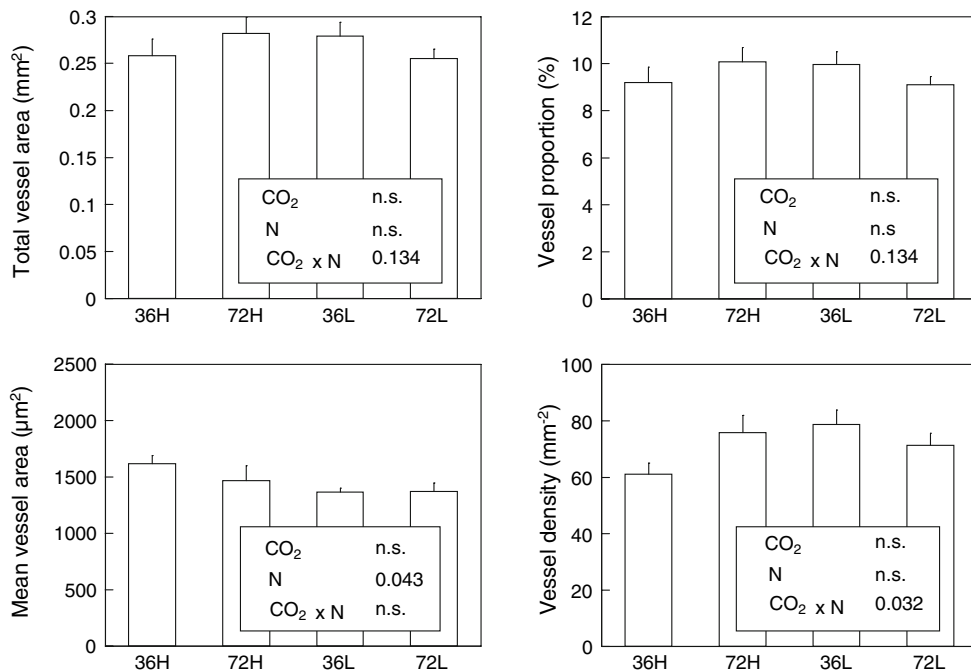 Total vessel area (mm²)
0.3
0.25
0.2
0.15
0.1
0.05
0
CO₂ n.s.
N n.s.
CO₂ x N 0.134
36H 72H 36L 72L
Vessel proportion (%)
12
10
8
6
4
2
0
CO₂ n.s.
N n.s
CO₂ x N 0.134
36H 72H 36L 72L
Mean vessel area (μm²)
2500
2000
1500
1000
500
0
CO₂ n.s.
N 0.043
CO₂ x N n.s.
36H 72H 36L 72L
Vessel density (mm⁻²)
100
80
60
40
20
0
CO₂ n.s.
N n.s.
CO₂ x N 0.032
36H 72H 36L 72L